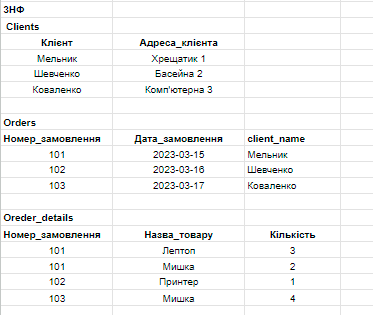 3НФ
Clients
Клієнт Адреса_клієнта
Мельник Хрещатик 1
Шевченко Басейна 2
Коваленко Комп'ютерна 3
Orders
Номер_замовлення Дата_замовлення client_name
101 2023-03-15 Мельник
102 2023-03-16 Шевченко
103 2023-03-17 Коваленко
Oreder_details
Номер_замовлення Назва_товару Кількість
101 Лептоп 3
101 Мишка 2
102 Принтер 1
103 Мишка 4